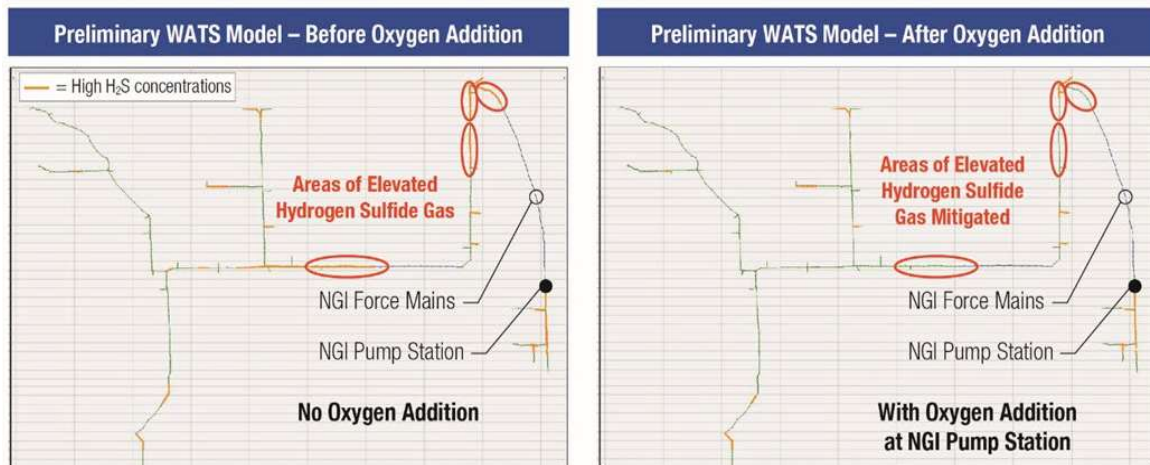 Preliminary WATS Model – Before Oxygen Addition
= High H₂S concentrations
Areas of Elevated
Hydrogen Sulfide Gas
NGI Force Mains
NGI Pump Station
No Oxygen Addition
Preliminary WATS Model – After Oxygen Addition
Areas of Elevated
Hydrogen Sulfide
Gas Mitigated
NGI Force Mains
NGI Pump Station
With Oxygen Addition
at NGI Pump Station